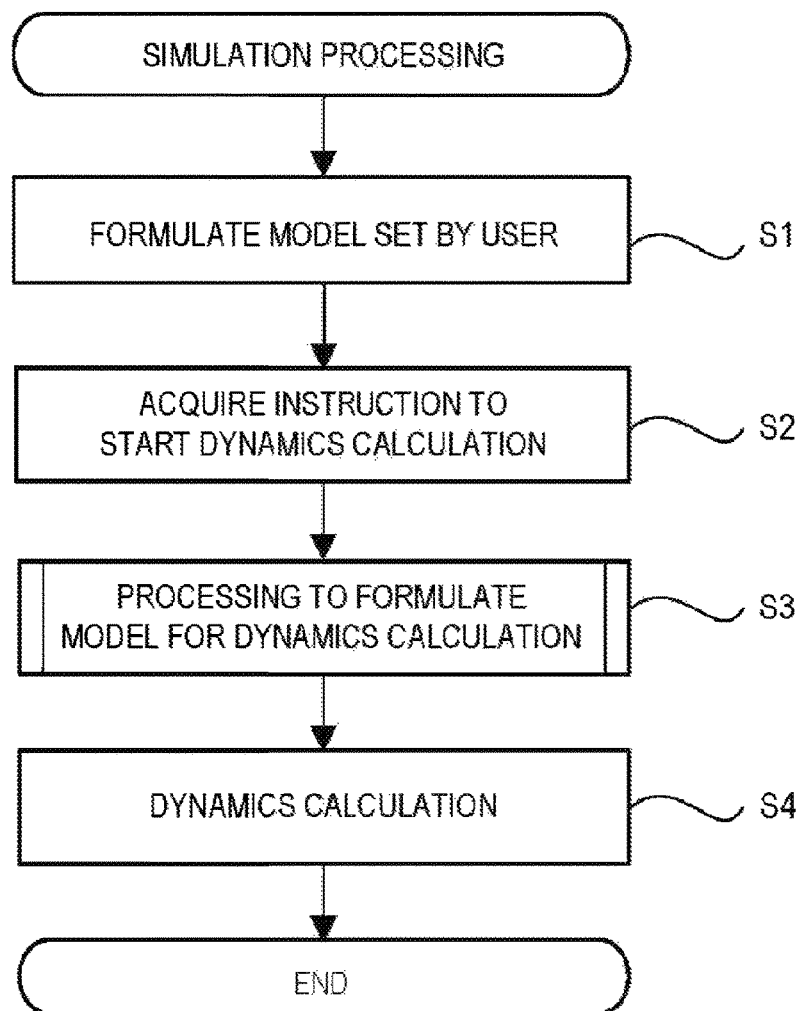 SIMULATION PROCESSING
FORMULATE MODEL SET BY USER
S1
ACQUIRE INSTRUCTION TO
START DYNAMICS CALCULATION
S2
PROCESSING TO FORMULATE
MODEL FOR DYNAMICS CALCULATION
S3
DYNAMICS CALCULATION
S4
END